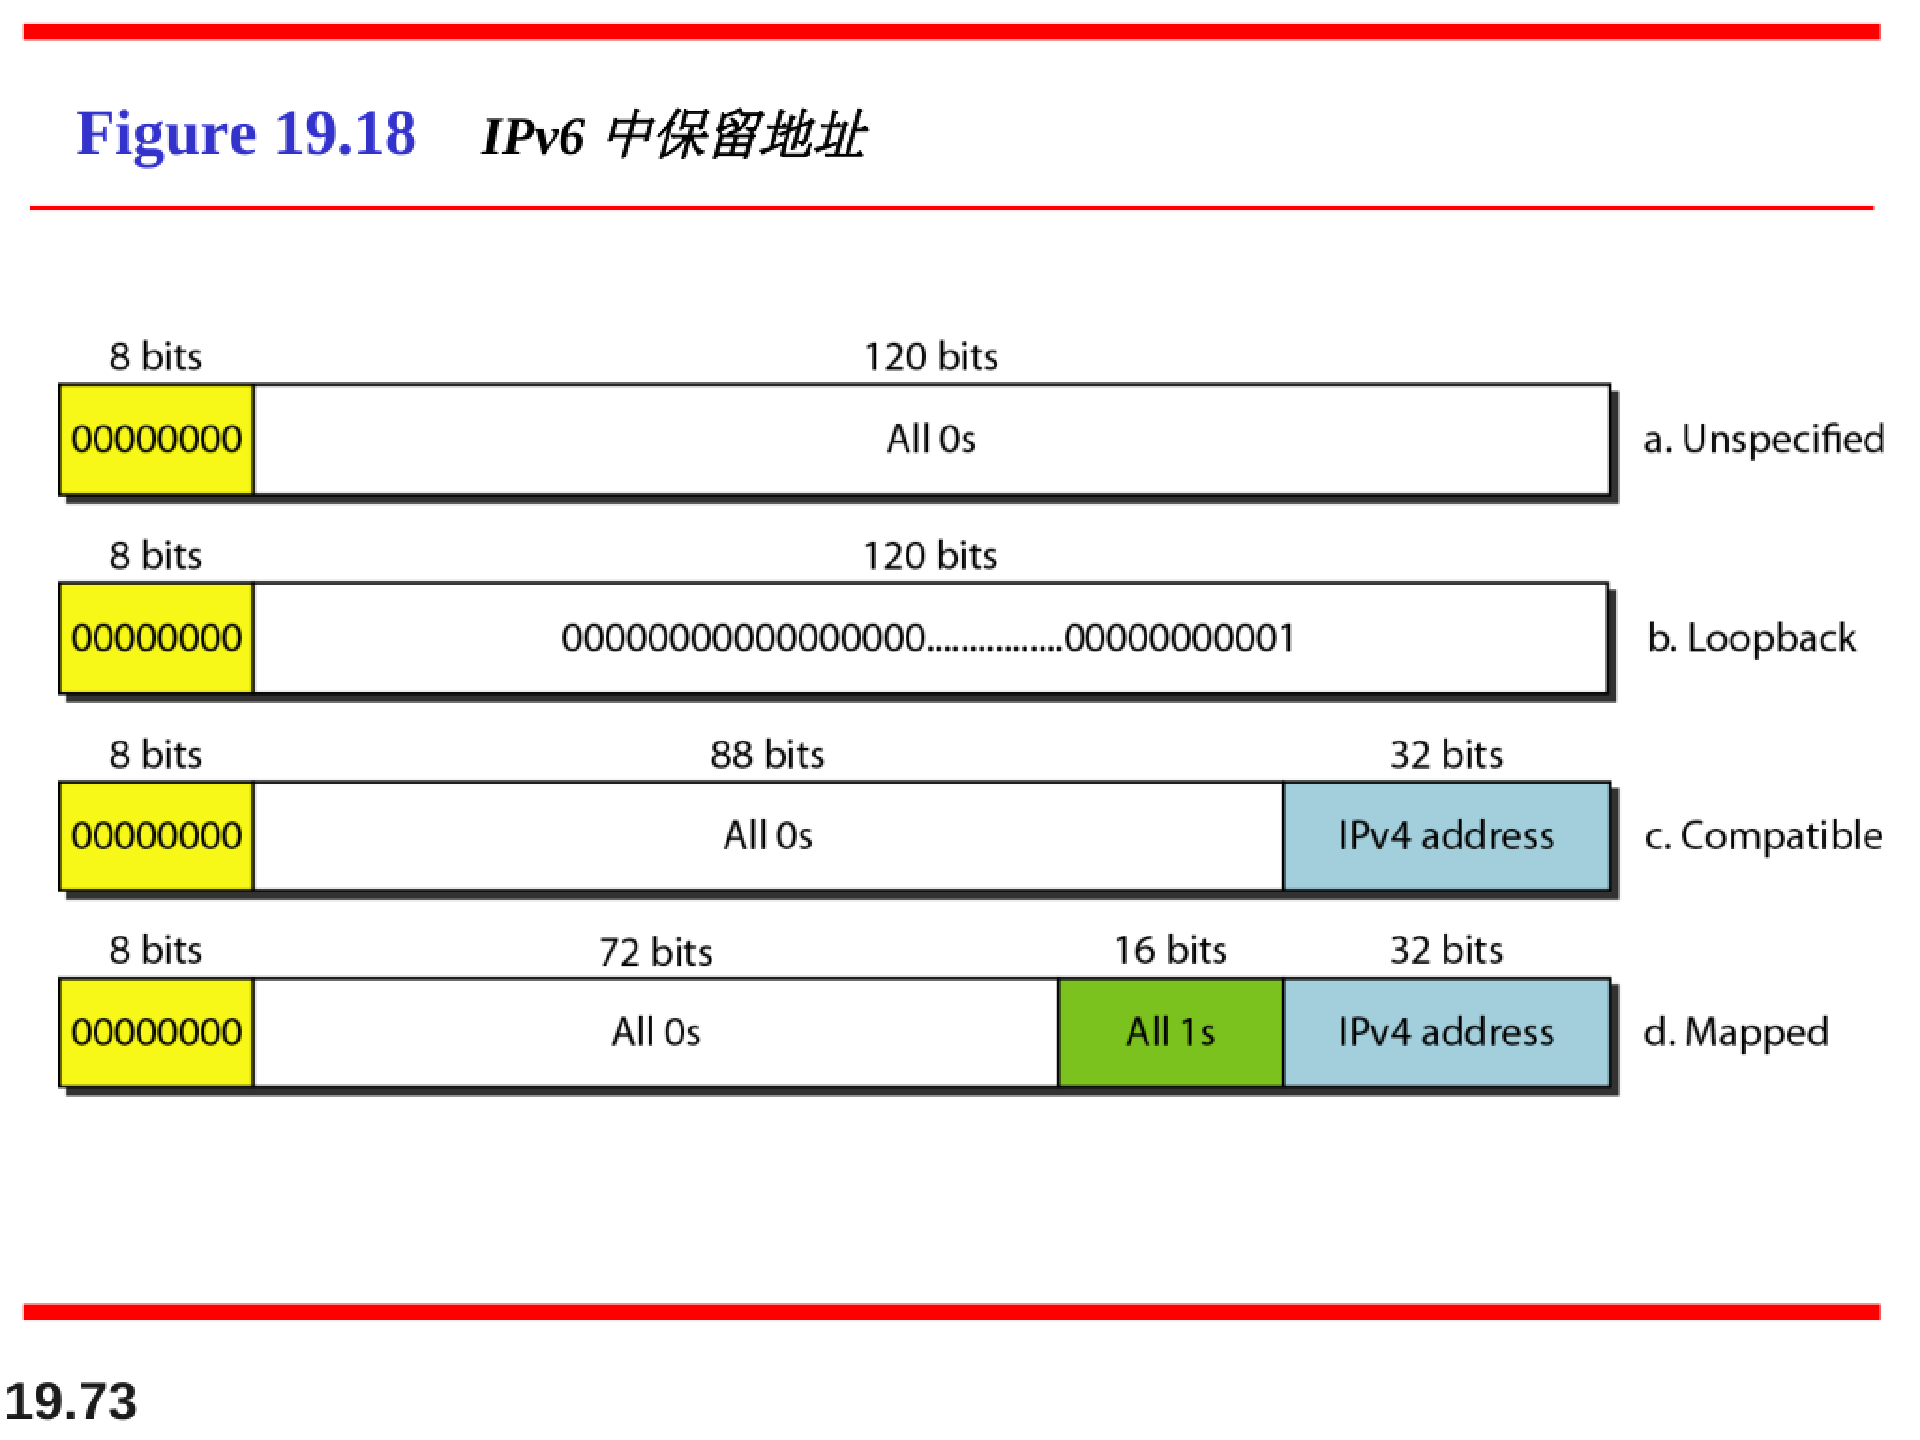 Figure 19.18 IPv6 中保留地址
8 bits 120 bits
00000000 All 0s a. Unspecified
8 bits 120 bits
00000000 00000000000000000................00000000001 b. Loopback
8 bits 88 bits 32 bits
00000000 All 0s IPv4 address c. Compatible
8 bits 72 bits 16 bits 32 bits
00000000 All 0s All 1s IPv4 address d. Mapped
19.73